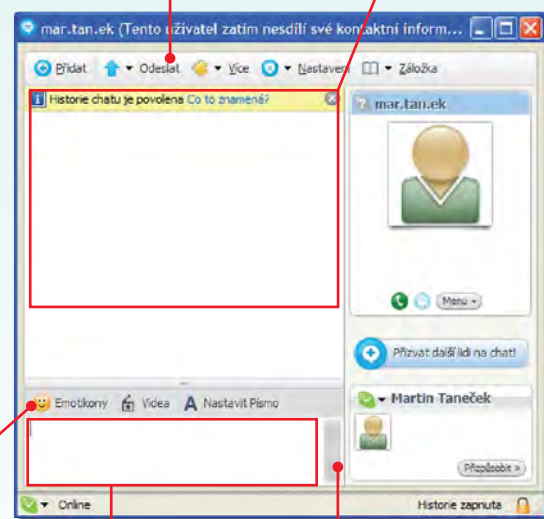 mar.tan.ek (Tento uživatel zatím nesdílí své kontaktní inform...
Přidat Odeslat Více Nastavení Záložka
Historie chatu je povolena Co to znamená?
mar.tan.ek
Menu
Přizvat další lidi na chat!
Emotikony Videa Nastavit Písmo
Martin Taneček
Přizpůsobit »
Online Historie zapnuta